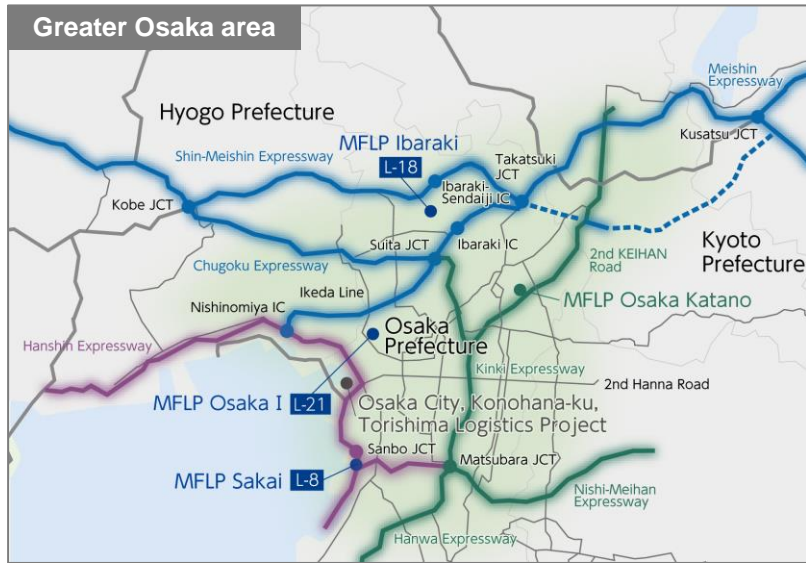 Greater Osaka area
Meishin
Expressway
Hyogo Prefecture
Kusatsu JCT
MFLP Ibaraki
Shin-Meishin Expressway
L-18
Takatsuki
JCT
Ibaraki-
Sendaiji IC
Kobe JCT
Suita JCT
Ibaraki IC
2nd KEIHAN
Road
Kyoto
Prefecture
Chugoku Expressway
Ikeda Line
MFLP Osaka Katano
Nishinomiya IC
Osaka
Prefecture
Hanshin Expressway
Kinki Expressway
2nd Hanna Road
MFLP Osaka I L-21
Osaka City, Konohana-ku,
Torishima Logistics Project
Sanbo JCT
Matsubara JCT
MFLP Sakai L-8
Nishi-Meihan
Expressway
Hanwa Expressway